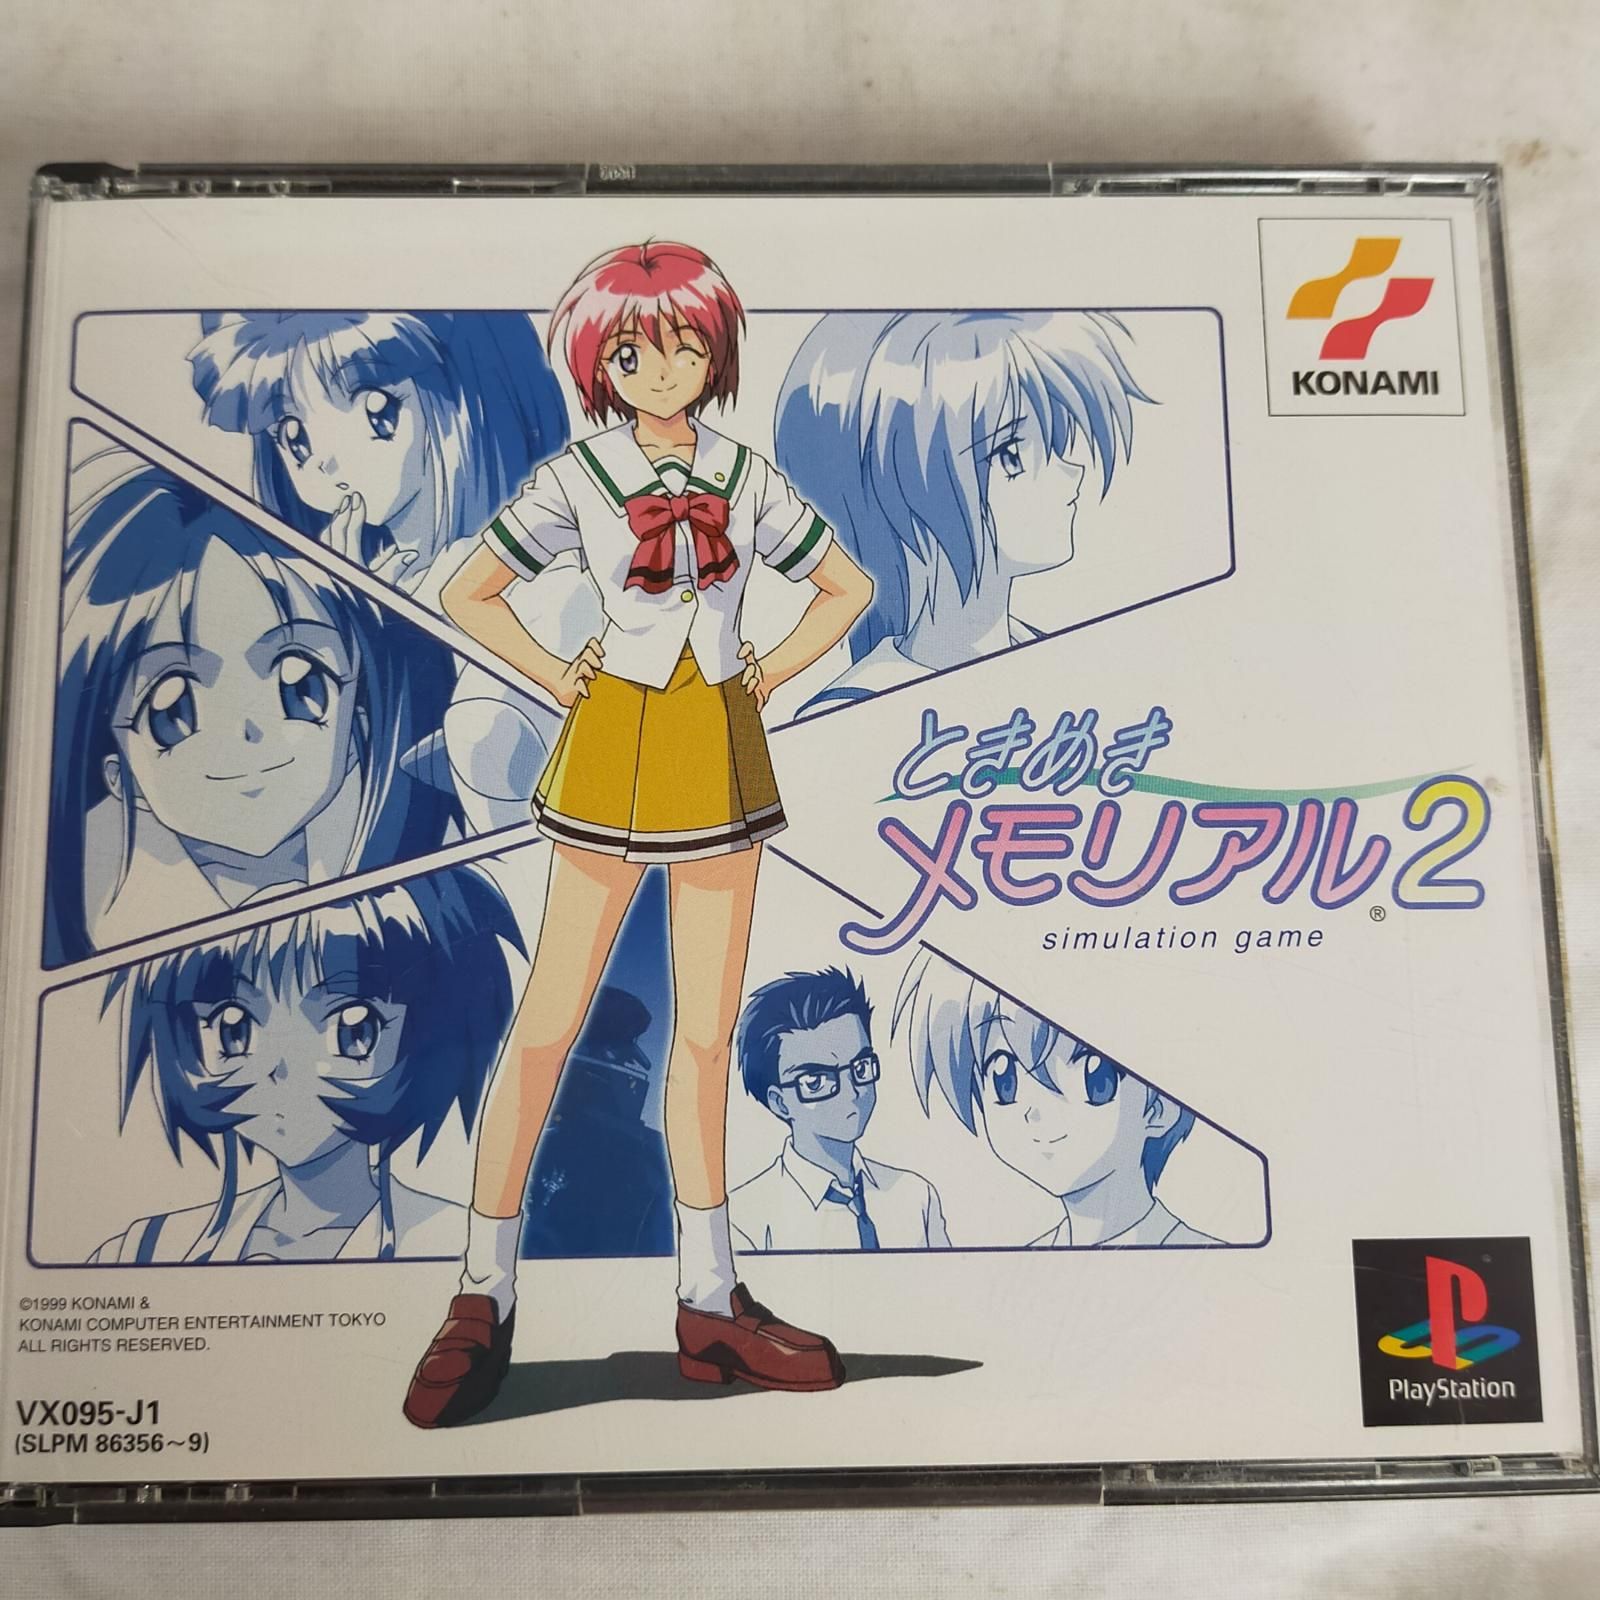 KONAMI
ときめき
メモリアル2
®
simulation game
©1999 KONAMI &
KONAMI COMPUTER ENTERTAINMENT TOKYO
ALL RIGHTS RESERVED.
VX095-J1
(SLPM 86356~9)
PlayStation